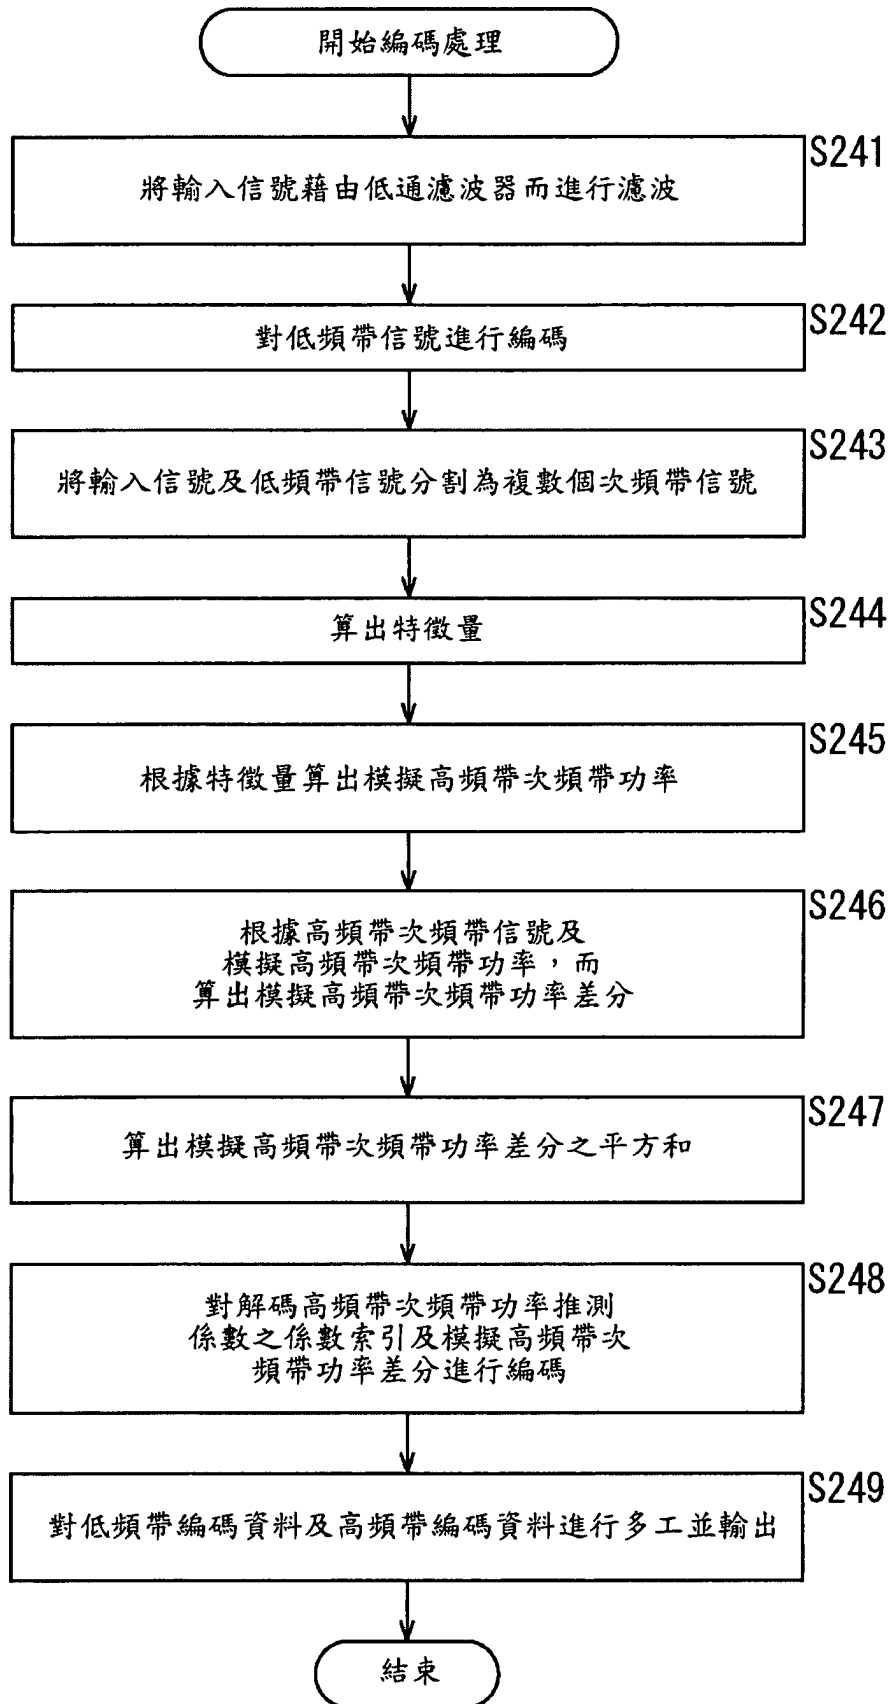 開始編碼處理
S241
將輸入信號藉由低通濾波器而進行濾波
S242
對低頻帶信號進行編碼
S243
將輸入信號及低頻帶信號分割為複數個次頻帶信號
S244
算出特徵量
S245
根據特徵量算出模擬高頻帶次頻帶功率
S246
根據高頻帶次頻帶信號及
模擬高頻帶次頻帶功率，而
算出模擬高頻帶次頻帶功率差分
S247
算出模擬高頻帶次頻帶功率差分之平方和
S248
對解碼高頻帶次頻帶功率推測
係數之係數索引及模擬高頻帶次
頻帶功率差分進行編碼
S249
對低頻帶編碼資料及高頻帶編碼資料進行多工並輸出
結束